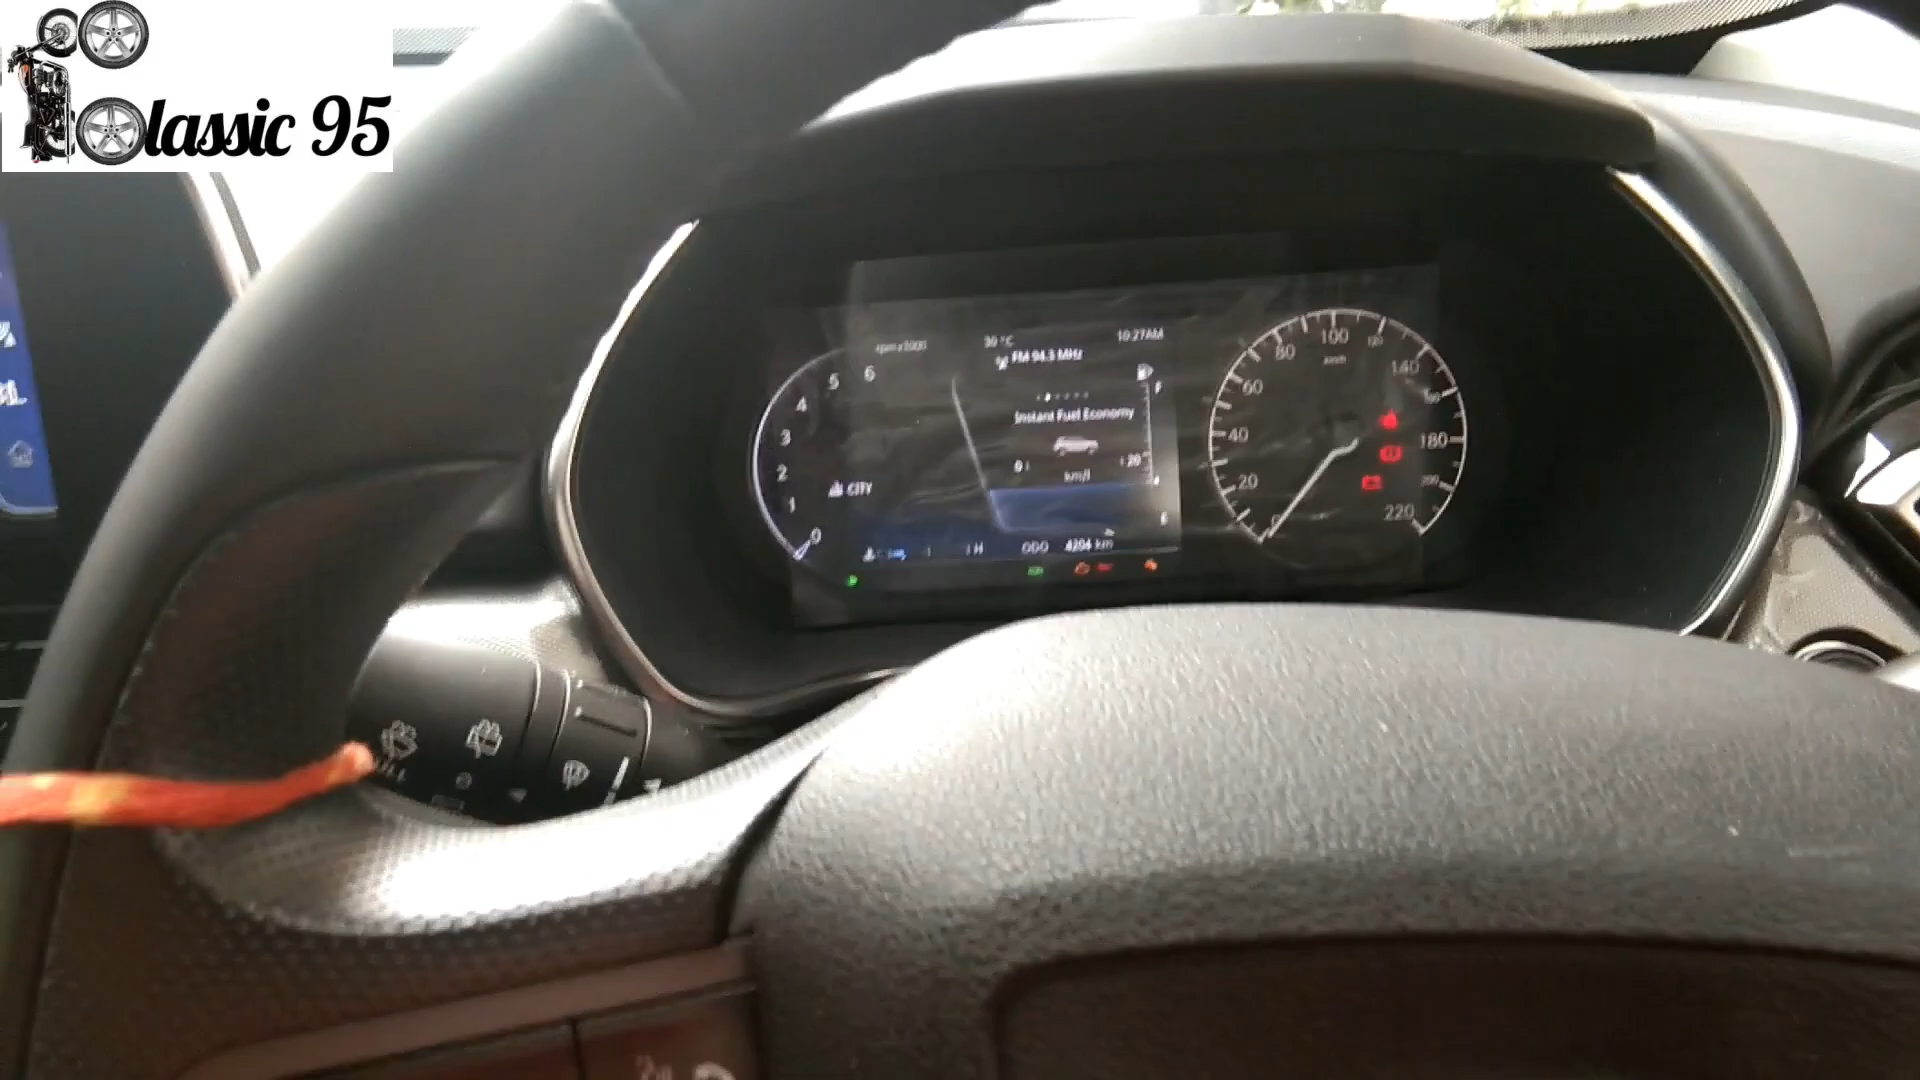 Classic 95
rpm x1000
30 °C
10:27AM
FM 94.3 MHz
Instant Fuel Economy
0
20
km/l
CITY
ODO 4204 km
F
E
H
0
1
2
3
4
5
6
0
20
40
60
80
100
120
140
160
180
200
220
km/h